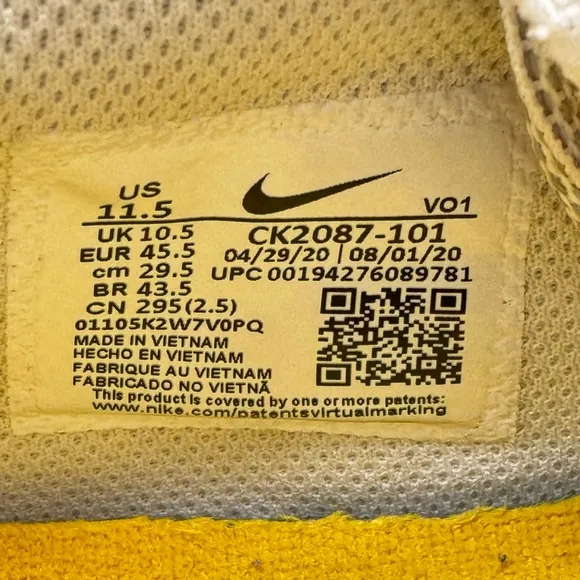 US
11.5
VO1
UK 10.5
CK2087-101
EUR 45.5
04/29/20 | 08/01/20
cm 29.5
UPC 00194276089781
BR 43.5
CN 295(2.5)
01105K2W7V0PQ
MADE IN VIETNAM
HECHO EN VIETNAM
FABRIQUE AU VIETNAM
FABRICADO NO VIETNÃ
This product is covered by one or more patents:
www.nike.com/patentsvirtualmarking